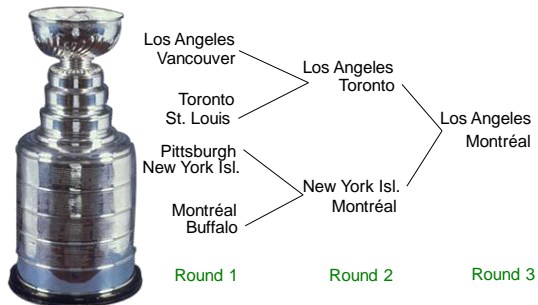 Los Angeles
Vancouver
Toronto
St. Louis
Pittsburgh
New York Isl.
Montréal
Buffalo
Los Angeles
Toronto
New York Isl.
Montréal
Los Angeles
Montréal
Round 1
Round 2
Round 3